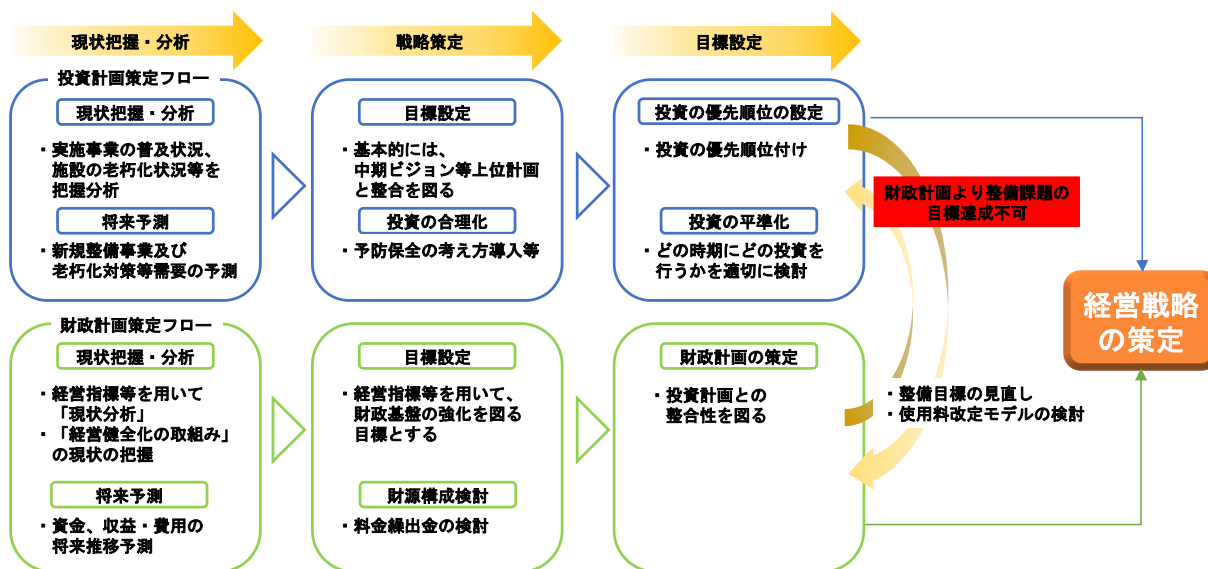 現状把握・分析
戦略策定
目標設定
投資計画策定フロー
現状把握・分析
・実施事業の普及状況、
施設の老朽化状況等を
把握分析
将来予測
・新規整備事業及び
老朽化対策等需要の予測
目標設定
・基本的には、
中期ビジョン等上位計画
と整合を図る
投資の合理化
・予防保全の考え方導入等
投資の優先順位の設定
・投資の優先順位付け
投資の平準化
・どの時期にどの投資を
行うかを適切に検討
財政計画より整備課題の
目標達成不可
経営戦略
の策定
財政計画策定フロー
現状把握・分析
・経営指標等を用いて
「現状分析」
・「経営健全化の取組み」
の現状の把握
将来予測
・資金、収益・費用の
将来推移予測
目標設定
・経営指標等を用いて、
財政基盤の強化を図る
目標とする
財源構成検討
・料金繰出金の検討
財政計画の策定
・投資計画との
整合性を図る
・整備目標の見直し
・使用料改定モデルの検討